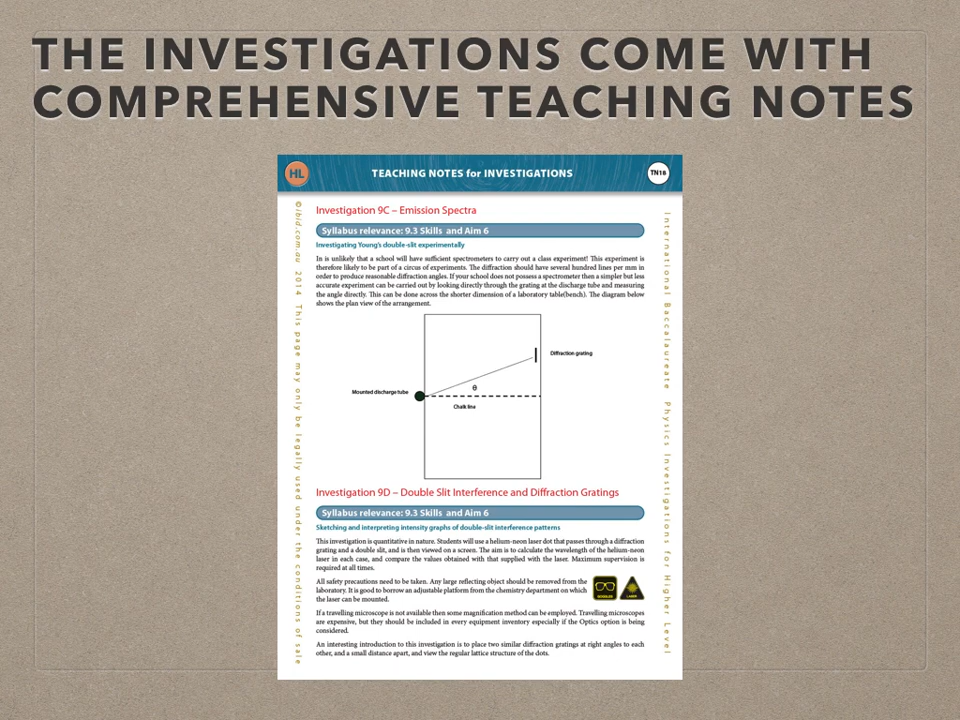 THE INVESTIGATIONS COME WITH
COMPREHENSIVE TEACHING NOTES
HL
TEACHING NOTES for INVESTIGATIONS
TN16
Investigation 9C – Emission Spectra
Syllabus relevance: 9.3 Skills and Aim 6
Investigating Young's double-slit experimentally
In is unlikely that a school will have sufficient spectrometers to carry out a class experiment! This experiment is
therefore likely to be part of a circus of experiments. The diffraction should have several hundred lines per mm in
order to produce reasonable diffraction angles. If your school does not possess a spectrometer then a simpler but less
accurate experiment can be carried out by looking directly through the grating at the discharge tube and measuring
the angle directly. This can be done across the shorter dimension of a laboratory table(bench). The diagram below
shows the plan view of the arrangement.
Diffraction grating
Mounted discharge tube
θ
Chalk line
Investigation 9D – Double Slit Interference and Diffraction Gratings
Syllabus relevance: 9.3 Skills and Aim 6
Sketching and interpreting intensity graphs of double-slit interference patterns
This investigation is quantitative in nature. Students will use a helium-neon laser dot that passes through a diffraction
grating and a double slit, and is then viewed on a screen. The aim is to calculate the wavelength of the helium-neon
laser in each case, and compare the values obtained with that supplied with the laser. Maximum supervision is
required at all times.
All safety precautions need to be taken. Any large reflecting object should be removed from the
laboratory. It is good to borrow an adjustable platform from the chemistry department on which
the laser can be mounted.
GOGGLES
LASER
If a travelling microscope is not available then some magnification method can be employed. Travelling microscopes
are expensive, but they should be included in every equipment inventory especially if the Optics option is being
considered.
An interesting introduction to this investigation is to place two similar diffraction gratings at right angles to each
other, and a small distance apart, and view the regular lattice structure of the dots.
©ibid.com.au 2014 This page may only be legally used under the conditions of sale
International Baccalaureate Physics Investigations for Higher Level